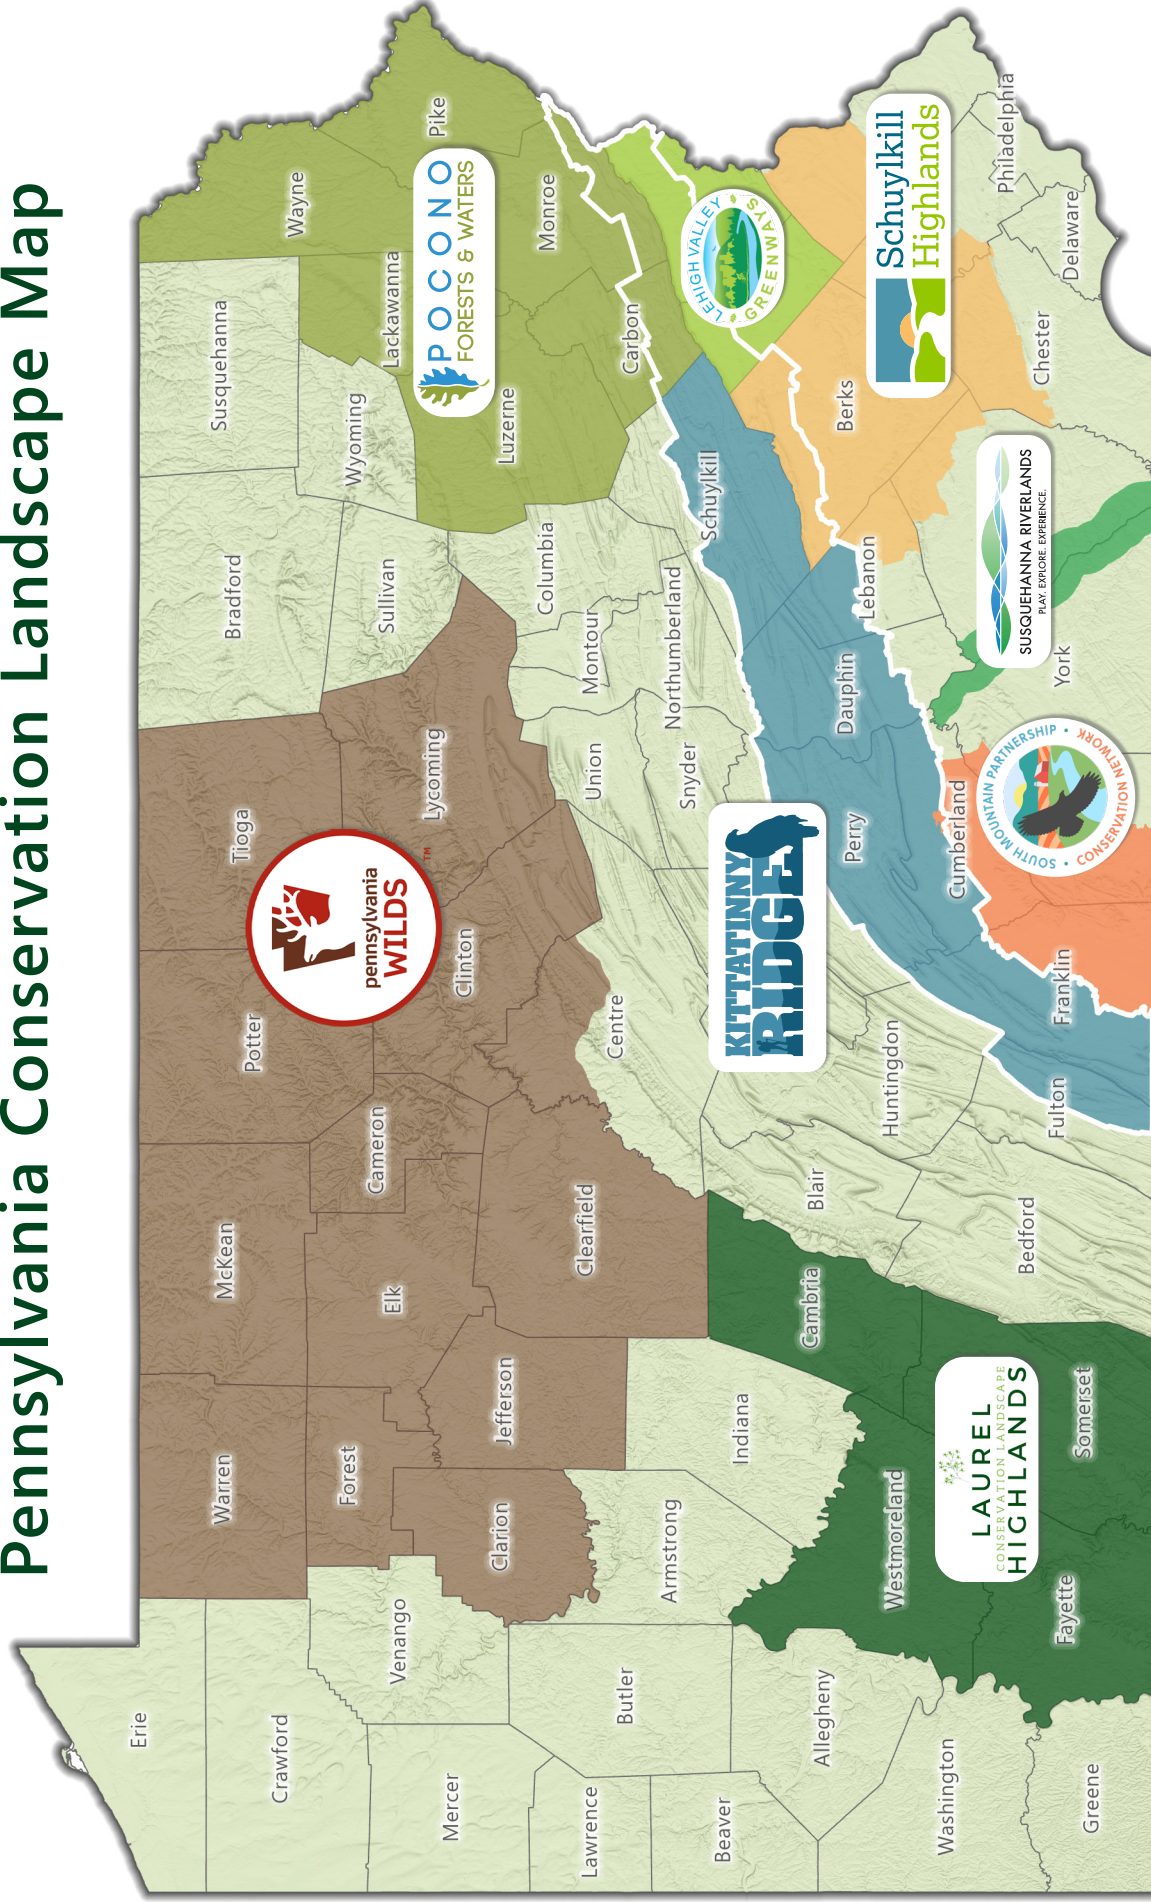 Pennsylvania Conservation Landscape Map
Erie
Crawford
Mercer
Lawrence
Beaver
Washington
Greene
Venango
Butler
Allegheny
Warren
Forest
Clarion
Armstrong
Westmoreland
Fayette
McKean
Elk
Jefferson
Indiana
Somerset
LAUREL
CONSERVATION LANDSCAPE
HIGHLANDS
Cameron
Clearfield
Cambria
Blair
Bedford
Potter
Clinton
Centre
Huntingdon
Fulton
pennsylvania
WILDS
™
KITTATINNY
RIDGE
Franklin
Tioga
Lycoming
Union
Snyder
Perry
Cumberland
SOUTH MOUNTAIN PARTNERSHIP •
CONSERVATION NETWORK •
Bradford
Sullivan
Columbia
Montour
Northumberland
Dauphin
Lebanon
York
SUSQUEHANNA RIVERLANDS
PLAY. EXPLORE. EXPERIENCE.
Susquehanna
Wyoming
Lackawanna
Luzerne
Carbon
Schuylkill
Berks
Chester
POCONO
FORESTS & WATERS
LEHIGH VALLEY
GREENWAYS
Schuylkill
Highlands
Wayne
Pike
Monroe
Philadelphia
Delaware